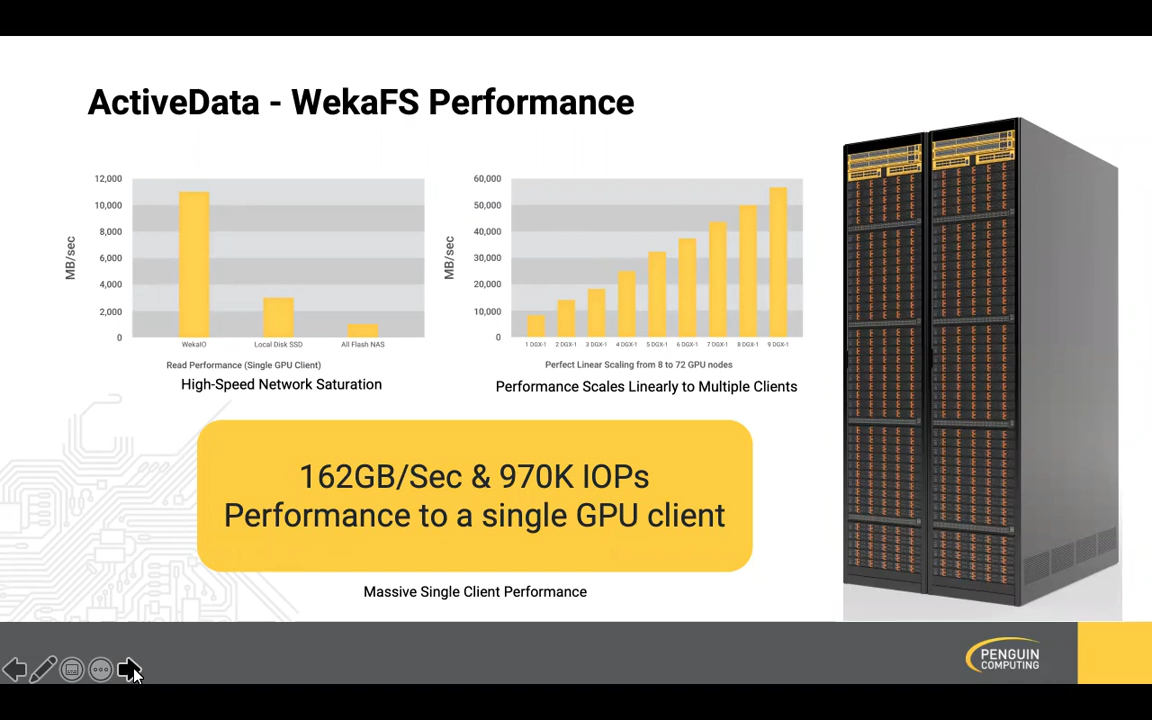 ActiveData - WekaFS Performance
12,000
10,000
8,000
6,000
4,000
2,000
0
MB/sec
WekaIO
Local Disk SSD
All Flash NAS
Read Performance (Single GPU Client)
High-Speed Network Saturation
60,000
50,000
40,000
30,000
20,000
10,000
0
MB/sec
1 DGX-1
2 DGX-1
3 DGX-1
4 DGX-1
5 DGX-1
6 DGX-1
7 DGX-1
8 DGX-1
9 DGX-1
Perfect Linear Scaling from 8 to 72 GPU nodes
Performance Scales Linearly to Multiple Clients
162GB/Sec & 970K IOPs
Performance to a single GPU client
Massive Single Client Performance
PENGUIN
COMPUTING